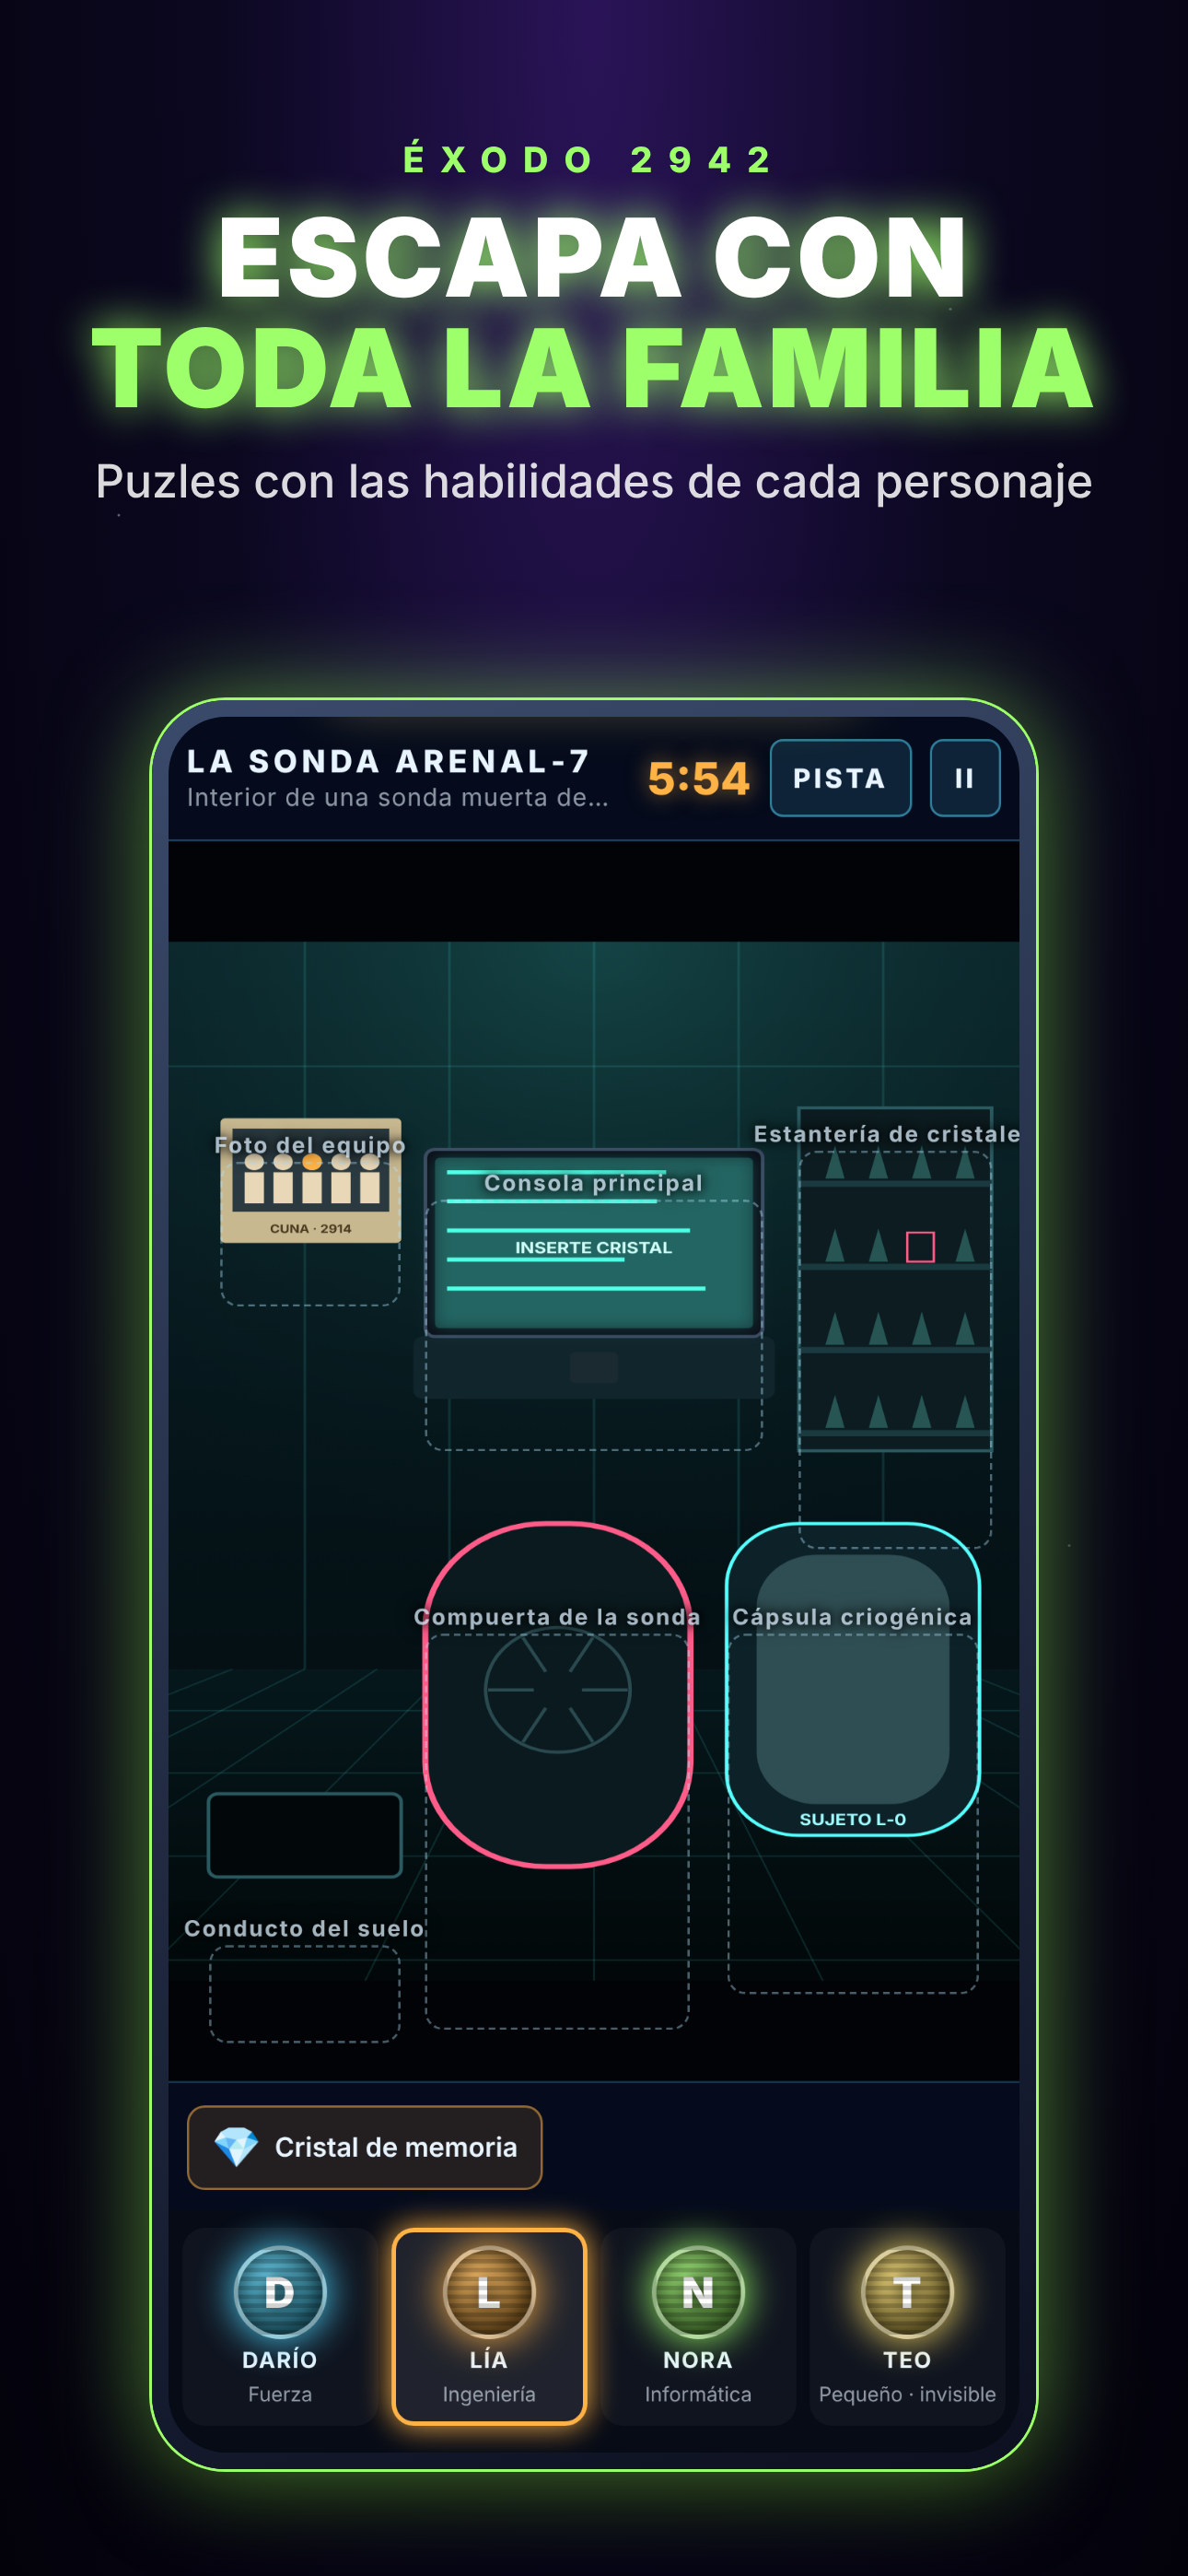 ÉXODO 2942
ESCAPA CON
TODA LA FAMILIA
Puzles con las habilidades de cada personaje
LA SONDA ARENAL-7
Interior de una sonda muerta de...
5:54
PISTA
II
Foto del equipo
CUNA · 2914
Consola principal
INSERTE CRISTAL
Estantería de cristale
Compuerta de la sonda
Cápsula criogénica
SUJETO L-0
Conducto del suelo
Cristal de memoria
D
DARÍO
Fuerza
L
LÍA
Ingeniería
N
NORA
Informática
T
TEO
Pequeño · invisible